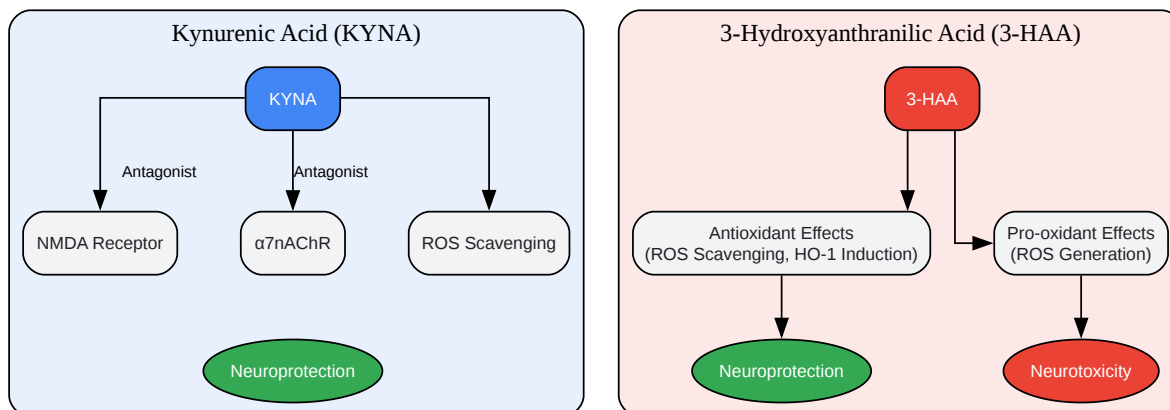 Kynurenic Acid (KYNA)
KYNA
Antagonist
Antagonist
NMDA Receptor
α7nAChR
ROS Scavenging
Neuroprotection
3-Hydroxyanthranilic Acid (3-HAA)
3-HAA
Antioxidant Effects
(ROS Scavenging, HO-1 Induction)
Pro-oxidant Effects
(ROS Generation)
Neuroprotection
Neurotoxicity